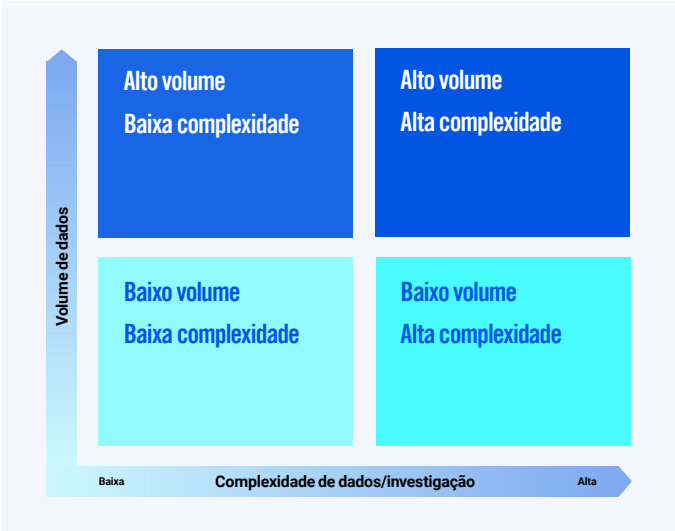 Alto volume
Baixa complexidade
Alto volume
Alta complexidade
Volume de dados
Baixo volume
Baixa complexidade
Baixo volume
Alta complexidade
Baixa
Complexidade de dados/investigação
Alta